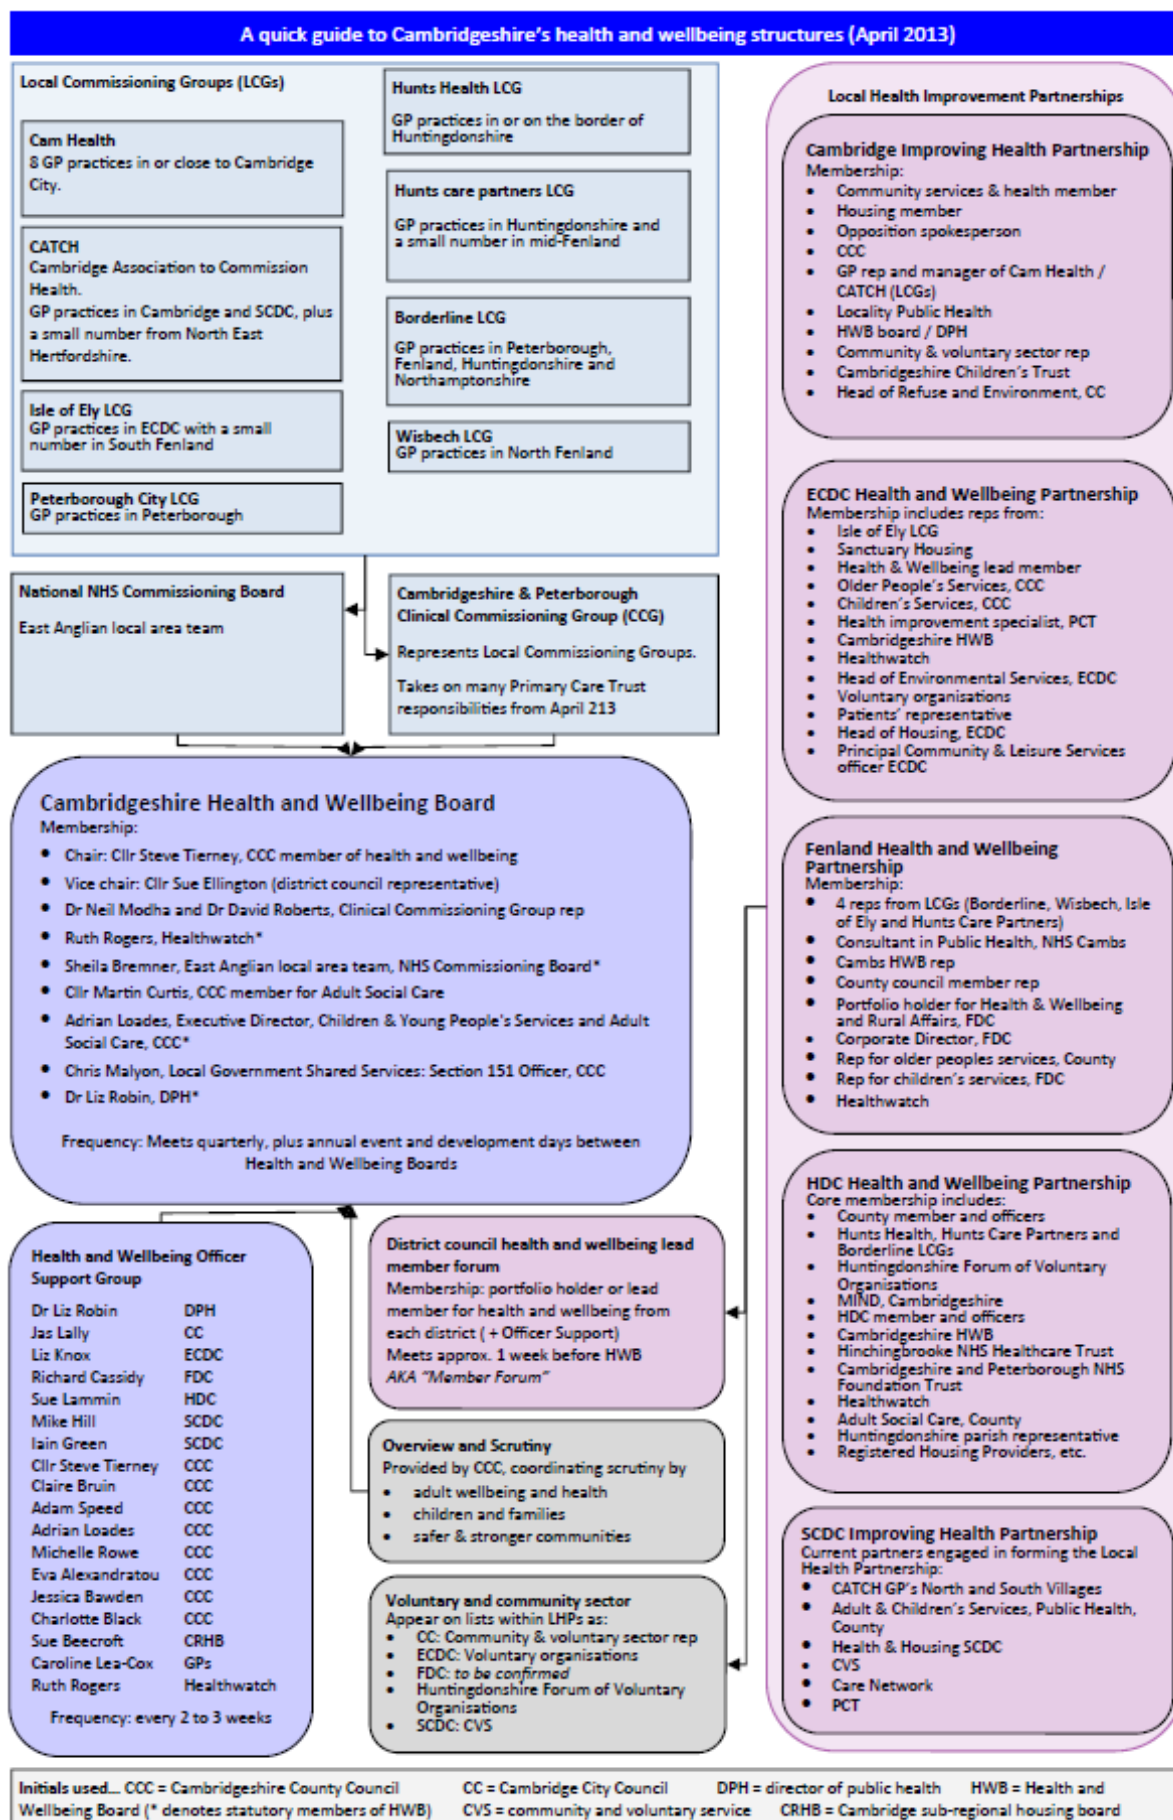 A quick guide to Cambridgeshire's health and wellbeing structures (April 2013)
Local Commissioning Groups (LCGs)
Cam Health
8 GP practices in or close to Cambridge
City.
CATCH
Cambridge Association to Commission
Health.
GP practices in Cambridge and SCDC, plus
a small number from North East
Hertfordshire.
Isle of Ely LCG
GP practices in ECDC with a small
number in South Fenland
Peterborough City LCG
GP practices in Peterborough
Hunts Health LCG
GP practices in or on the border of
Huntingdonshire
Hunts care partners LCG
GP practices in Huntingdonshire and
a small number in mid-Fenland
Borderline LCG
GP practices in Peterborough,
Fenland, Huntingdonshire and
Northamptonshire
Wisbech LCG
GP practices in North Fenland
National NHS Commissioning Board
East Anglian local area team
Cambridgeshire & Peterborough
Clinical Commissioning Group (CCG)
Represents Local Commissioning Groups.
Takes on many Primary Care Trust
responsibilities from April 213
Cambridgeshire Health and Wellbeing Board
Membership:
• Chair: Cllr Steve Tierney, CCC member of health and wellbeing
• Vice chair: Cllr Sue Ellington (district council representative)
• Dr Neil Modha and Dr David Roberts, Clinical Commissioning Group rep
• Ruth Rogers, Healthwatch*
• Sheila Bremner, East Anglian local area team, NHS Commissioning Board*
• Cllr Martin Curtis, CCC member for Adult Social Care
• Adrian Loades, Executive Director, Children & Young People's Services and Adult
Social Care, CCC*
• Chris Malyon, Local Government Shared Services: Section 151 Officer, CCC
• Dr Liz Robin, DPH*
Frequency: Meets quarterly, plus annual event and development days between
Health and Wellbeing Boards
Health and Wellbeing Officer
Support Group
Dr Liz Robin DPH
Jas Lally CC
Liz Knox ECDC
Richard Cassidy FDC
Sue Lammin HDC
Mike Hill SCDC
Iain Green SCDC
Cllr Steve Tierney CCC
Claire Bruin CCC
Adam Speed CCC
Adrian Loades CCC
Michelle Rowe CCC
Eva Alexandratou CCC
Jessica Bawden CCC
Charlotte Black CCC
Sue Beecroft CRHB
Caroline Lea-Cox GPs
Ruth Rogers Healthwatch
Frequency: every 2 to 3 weeks
District council health and wellbeing lead
member forum
Membership: portfolio holder or lead
member for health and wellbeing from
each district ( + Officer Support)
Meets approx. 1 week before HWB
AKA "Member Forum"
Overview and Scrutiny
Provided by CCC, coordinating scrutiny by
• adult wellbeing and health
• children and families
• safer & stronger communities
Voluntary and community sector
Appear on lists within LHPs as:
• CC: Community & voluntary sector rep
• ECDC: Voluntary organisations
• FDC: to be confirmed
• Huntingdonshire Forum of Voluntary
Organisations
• SCDC: CVS
Local Health Improvement Partnerships
Cambridge Improving Health Partnership
Membership:
• Community services & health member
• Housing member
• Opposition spokesperson
• CCC
• GP rep and manager of Cam Health /
CATCH (LCGs)
• Locality Public Health
• HWB board / DPH
• Community & voluntary sector rep
• Cambridgeshire Children's Trust
• Head of Refuse and Environment, CC
ECDC Health and Wellbeing Partnership
Membership includes reps from:
• Isle of Ely LCG
• Sanctuary Housing
• Health & Wellbeing lead member
• Older People's Services, CCC
• Children's Services, CCC
• Health improvement specialist, PCT
• Cambridgeshire HWB
• Healthwatch
• Head of Environmental Services, ECDC
• Voluntary organisations
• Patients' representative
• Head of Housing, ECDC
• Principal Community & Leisure Services
officer ECDC
Fenland Health and Wellbeing
Partnership
Membership:
• 4 reps from LCGs (Borderline, Wisbech, Isle
of Ely and Hunts Care Partners)
• Consultant in Public Health, NHS Cambs
• Cambs HWB rep
• County council member rep
• Portfolio holder for Health & Wellbeing
and Rural Affairs, FDC
• Corporate Director, FDC
• Rep for older peoples services, County
• Rep for children's services, FDC
• Healthwatch
HDC Health and Wellbeing Partnership
Core membership includes:
• County member and officers
• Hunts Health, Hunts Care Partners and
Borderline LCGs
• Huntingdonshire Forum of Voluntary
Organisations
• MIND, Cambridgeshire
• HDC member and officers
• Cambridgeshire HWB
• Hinchingbrooke NHS Healthcare Trust
• Cambridgeshire and Peterborough NHS
Foundation Trust
• Healthwatch
• Adult Social Care, County
• Huntingdonshire parish representative
• Registered Housing Providers, etc.
SCDC Improving Health Partnership
Current partners engaged in forming the Local
Health Partnership:
• CATCH GP's North and South Villages
• Adult & Children's Services, Public Health,
County
• Health & Housing SCDC
• CVS
• Care Network
• PCT
Initials used... CCC = Cambridgeshire County Council CC = Cambridge City Council DPH = director of public health HWB = Health and
Wellbeing Board (* denotes statutory members of HWB) CVS = community and voluntary service CRHB = Cambridge sub-regional housing board